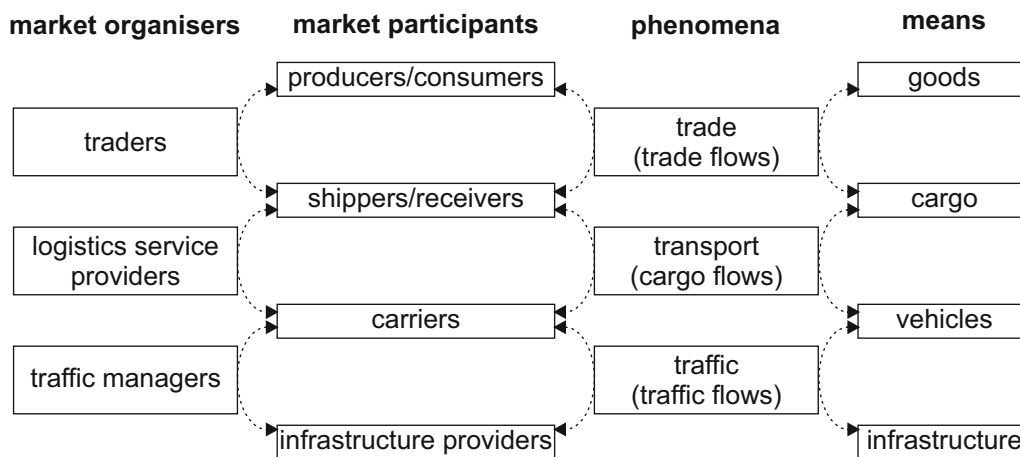 market organisers
market participants
phenomena
means
producers/consumers
goods
traders
trade
(trade flows)
shippers/receivers
cargo
logistics service
providers
transport
(cargo flows)
carriers
vehicles
traffic managers
traffic
(traffic flows)
infrastructure providers
infrastructure